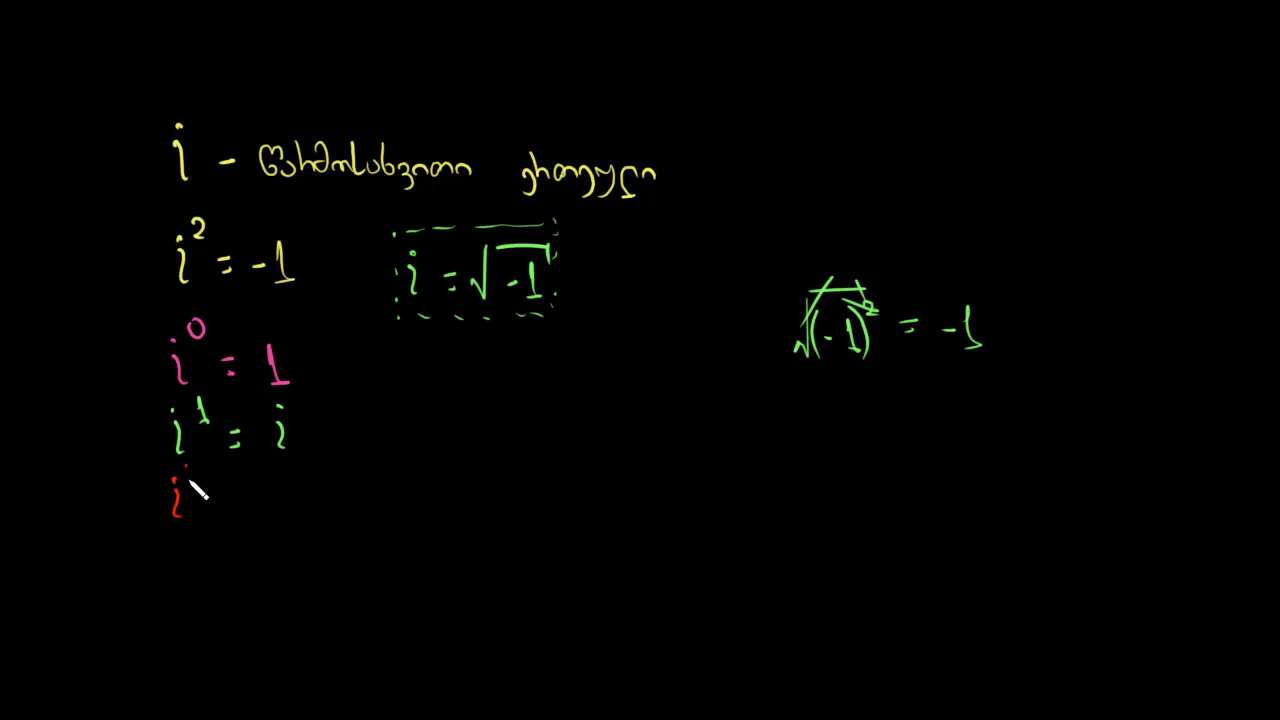 i - წარმოსახვითი ერთეული
i² = -1
i = √-1
√(-1)² = -1
i⁰ = 1
i¹ = i
i